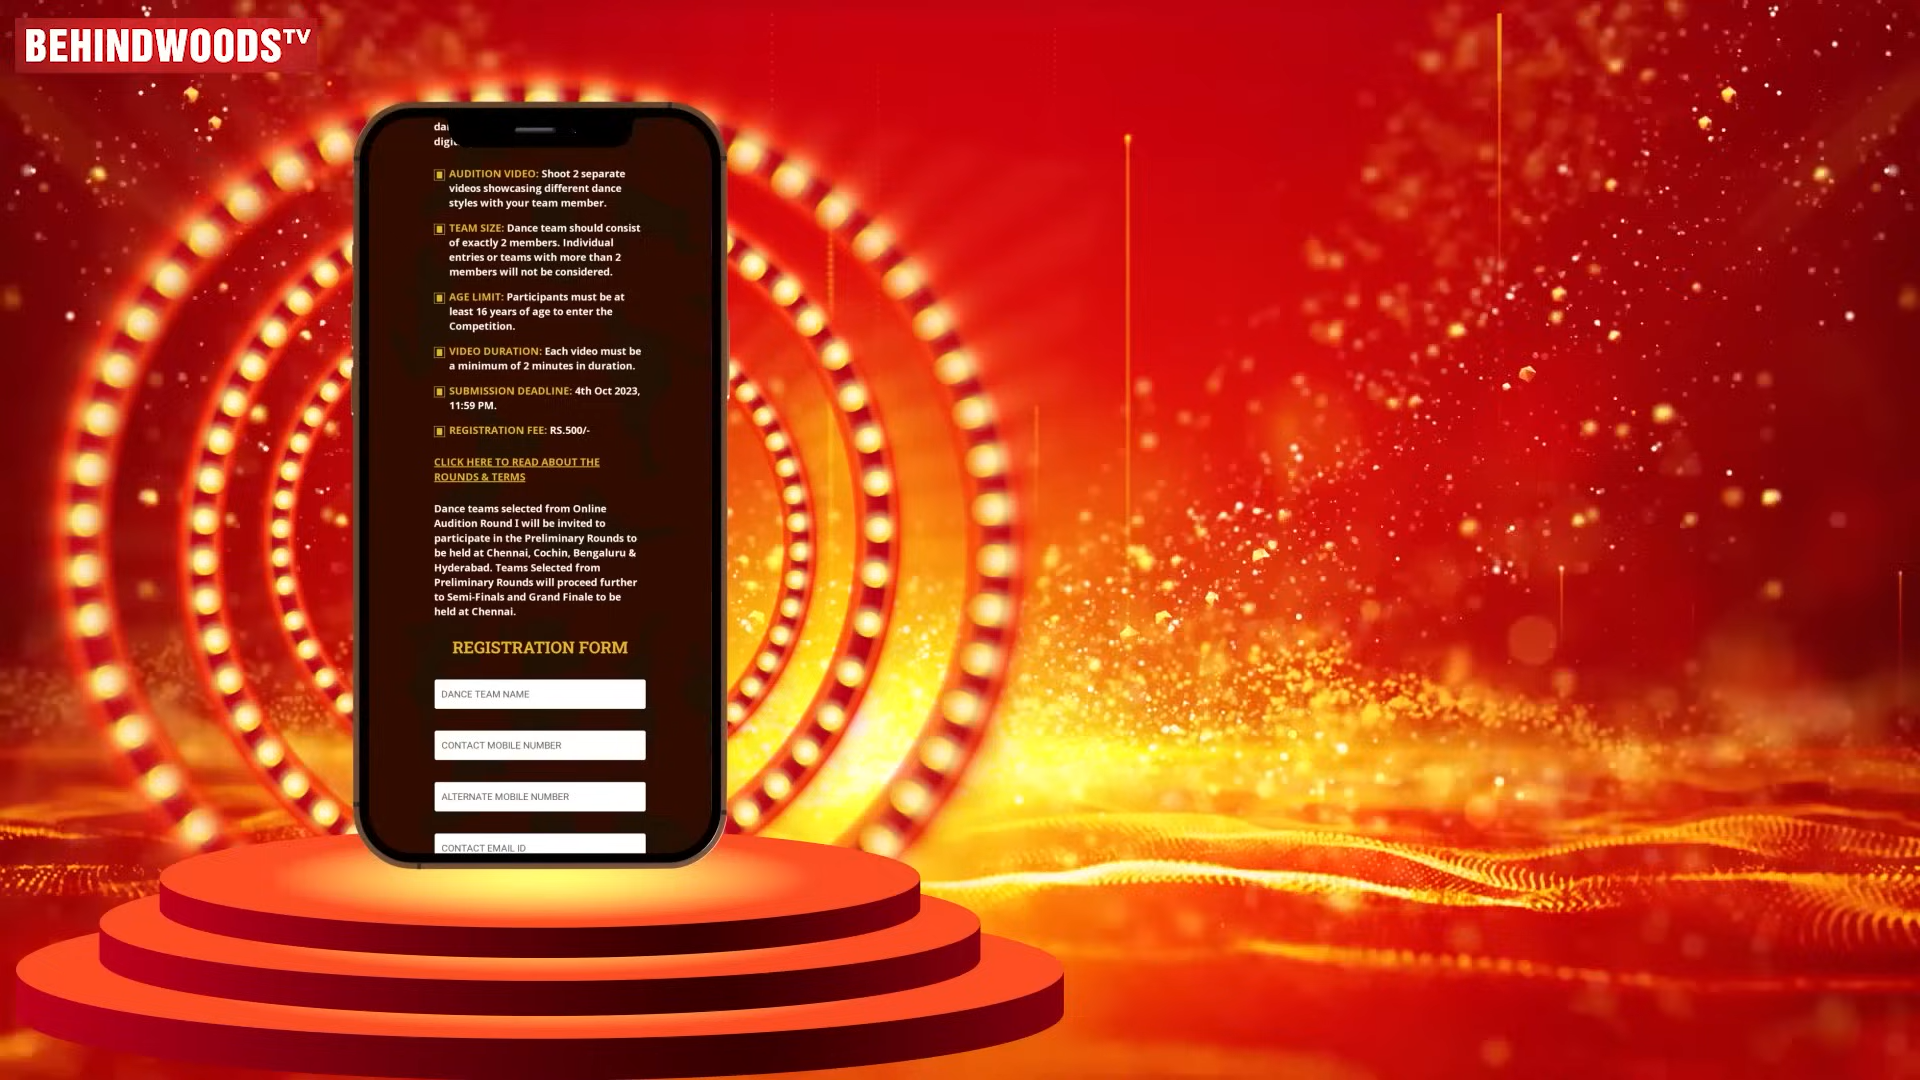 BEHINDWOODSTV
AUDITION VIDEO: Shoot 2 separate
videos showcasing different dance
styles with your team member.
TEAM SIZE: Dance team should consist
of exactly 2 members. Individual
entries or teams with more than 2
members will not be considered.
AGE LIMIT: Participants must be at
least 16 years of age to enter the
Competition.
VIDEO DURATION: Each video must be
a minimum of 2 minutes in duration.
SUBMISSION DEADLINE: 4th Oct 2023,
11:59 PM.
REGISTRATION FEE: RS.500/-
CLICK HERE TO READ ABOUT THE
ROUNDS & TERMS
Dance teams selected from Online
Audition Round I will be invited to
participate in the Preliminary Rounds to
be held at Chennai, Cochin, Bengaluru &
Hyderabad. Teams Selected from
Preliminary Rounds will proceed further
to Semi-Finals and Grand Finale to be
held at Chennai.
REGISTRATION FORM
DANCE TEAM NAME
CONTACT MOBILE NUMBER
ALTERNATE MOBILE NUMBER
CONTACT EMAIL ID